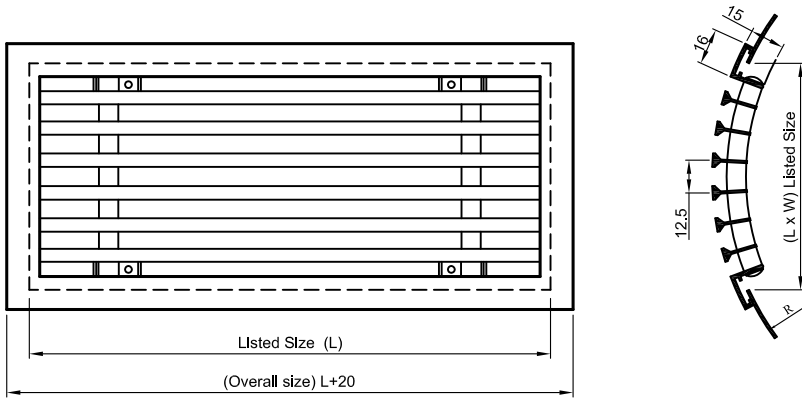 15
16
(L x W) Listed Size
12.5
R
Listed Size (L)
(Overall size) L+20